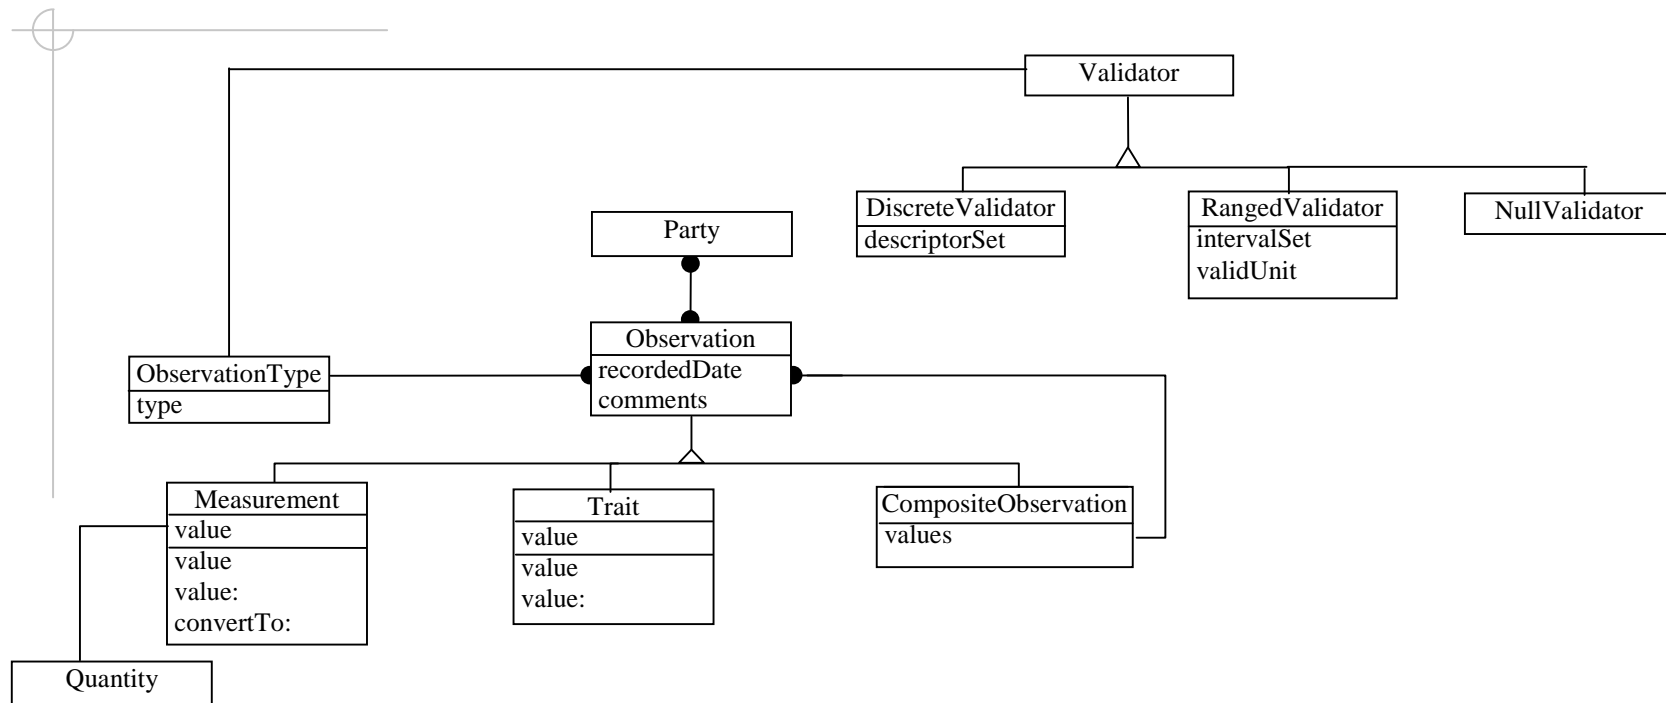 Validator
DiscreteValidator
descriptorSet
RangedValidator
intervalSet
validUnit
NullValidator
Party
Observation
recordedDate
comments
ObservationType
type
Measurement
value
value
value:
convertTo:
Trait
value
value
value:
CompositeObservation
values
Quantity